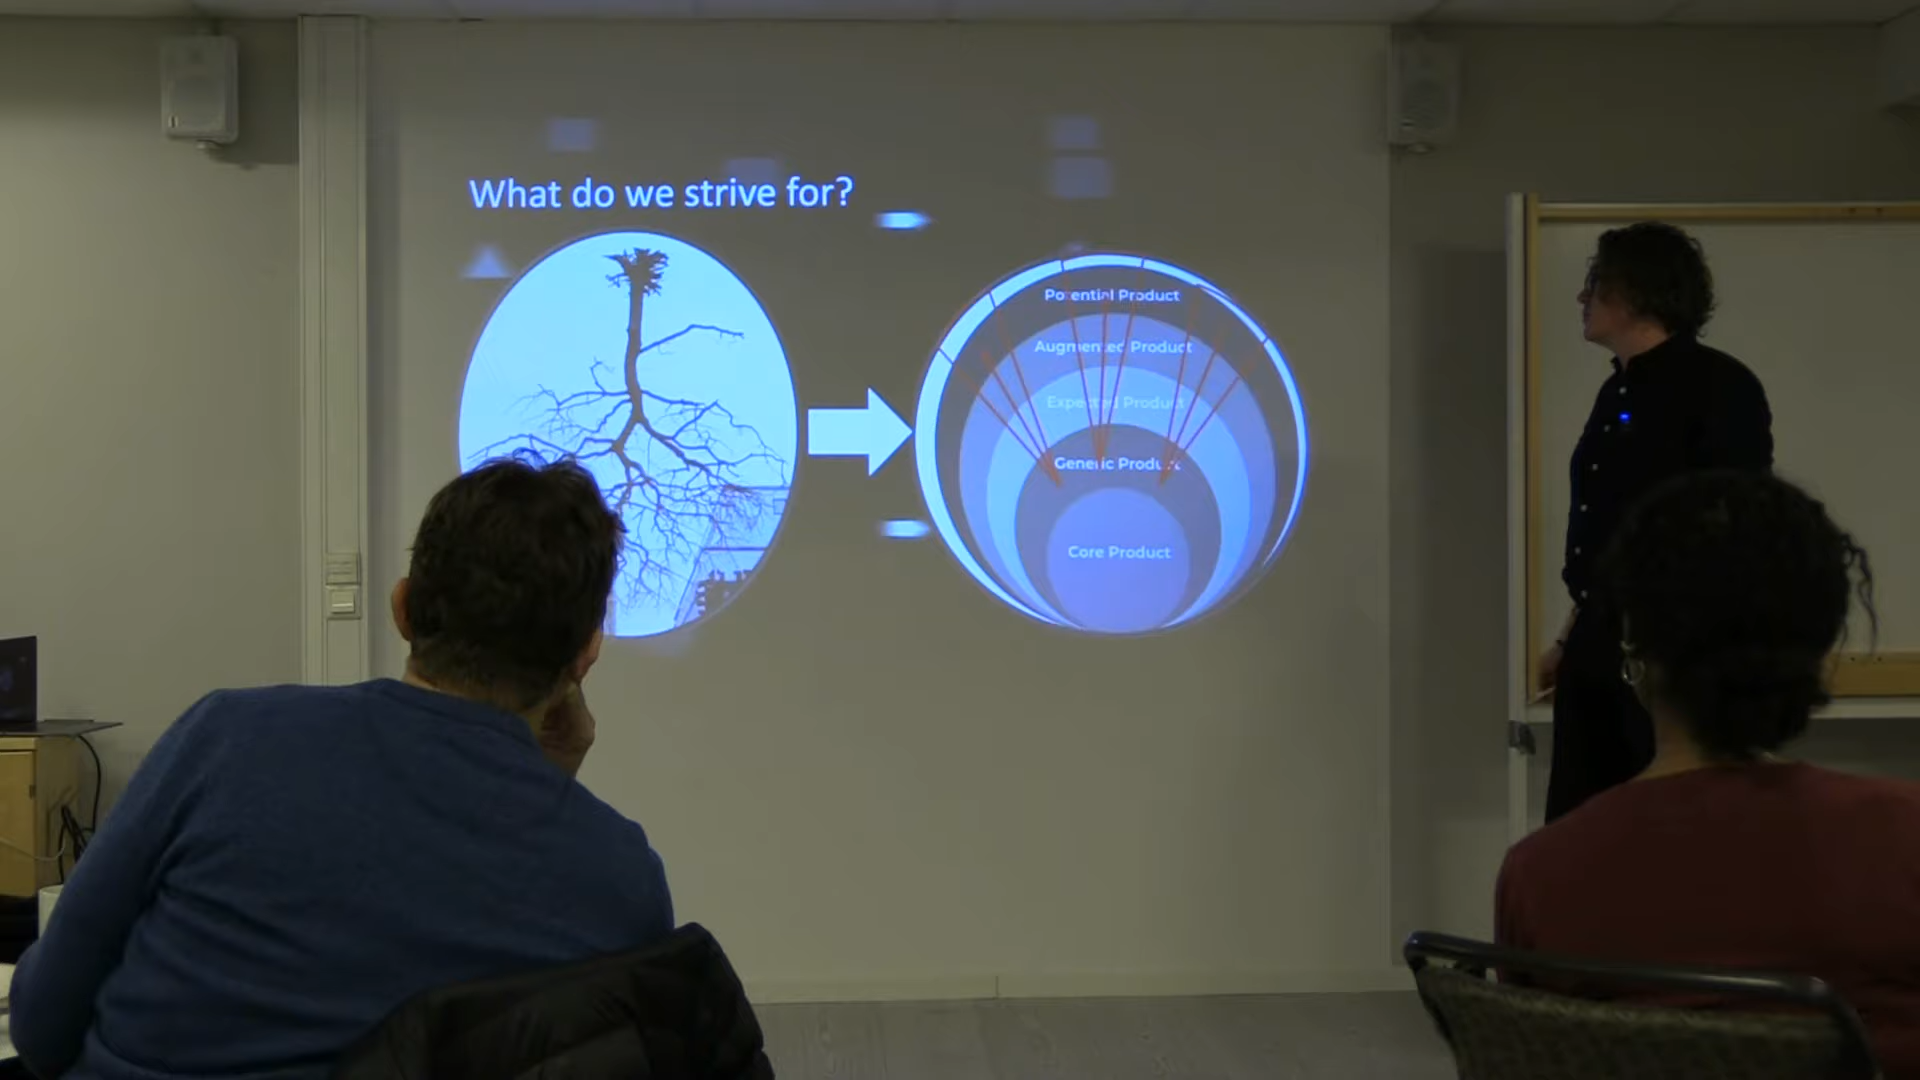 What do we strive for?
Potential Product
Augmented Product
Expected Product
Generic Product
Core Product